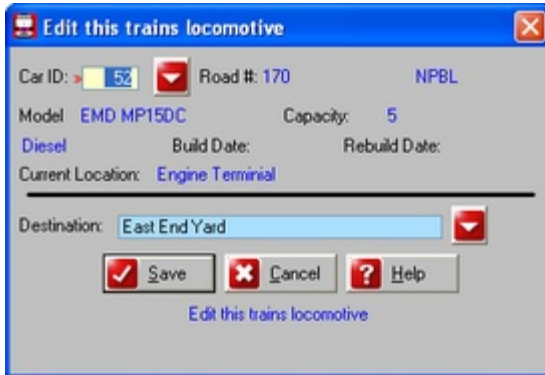 Edit this trains locomotive
Car ID: » 52 Road #: 170 NPBL
Model EMD MP15DC Capacity: 5
Diesel Build Date: Rebuild Date:
Current Location: Engine Terminial
Destination: East End Yard
Save Cancel Help
Edit this trains locomotive